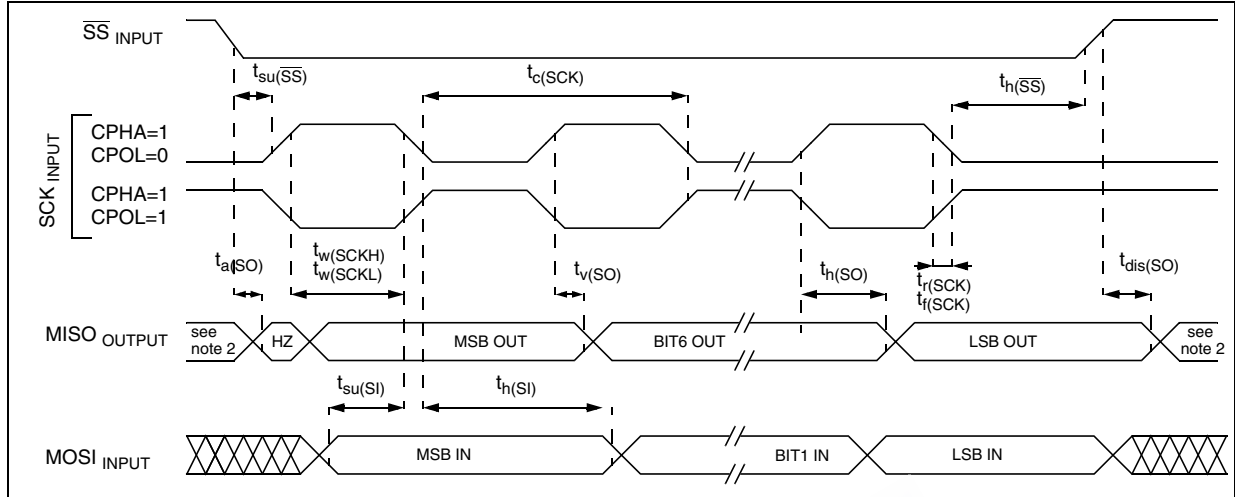 SS INPUT
tsu(SS)
tc(SCK)
th(SS)
SCK INPUT
CPHA=1
CPOL=0
CPHA=1
CPOL=1
ta(SO)
tw(SCKH)
tw(SCKL)
tv(SO)
th(SO)
tr(SCK)
tf(SCK)
tdis(SO)
MISO OUTPUT
see
note 2
HZ
MSB OUT
BIT6 OUT
LSB OUT
see
note 2
tsu(SI)
th(SI)
MOSI INPUT
MSB IN
BIT1 IN
LSB IN